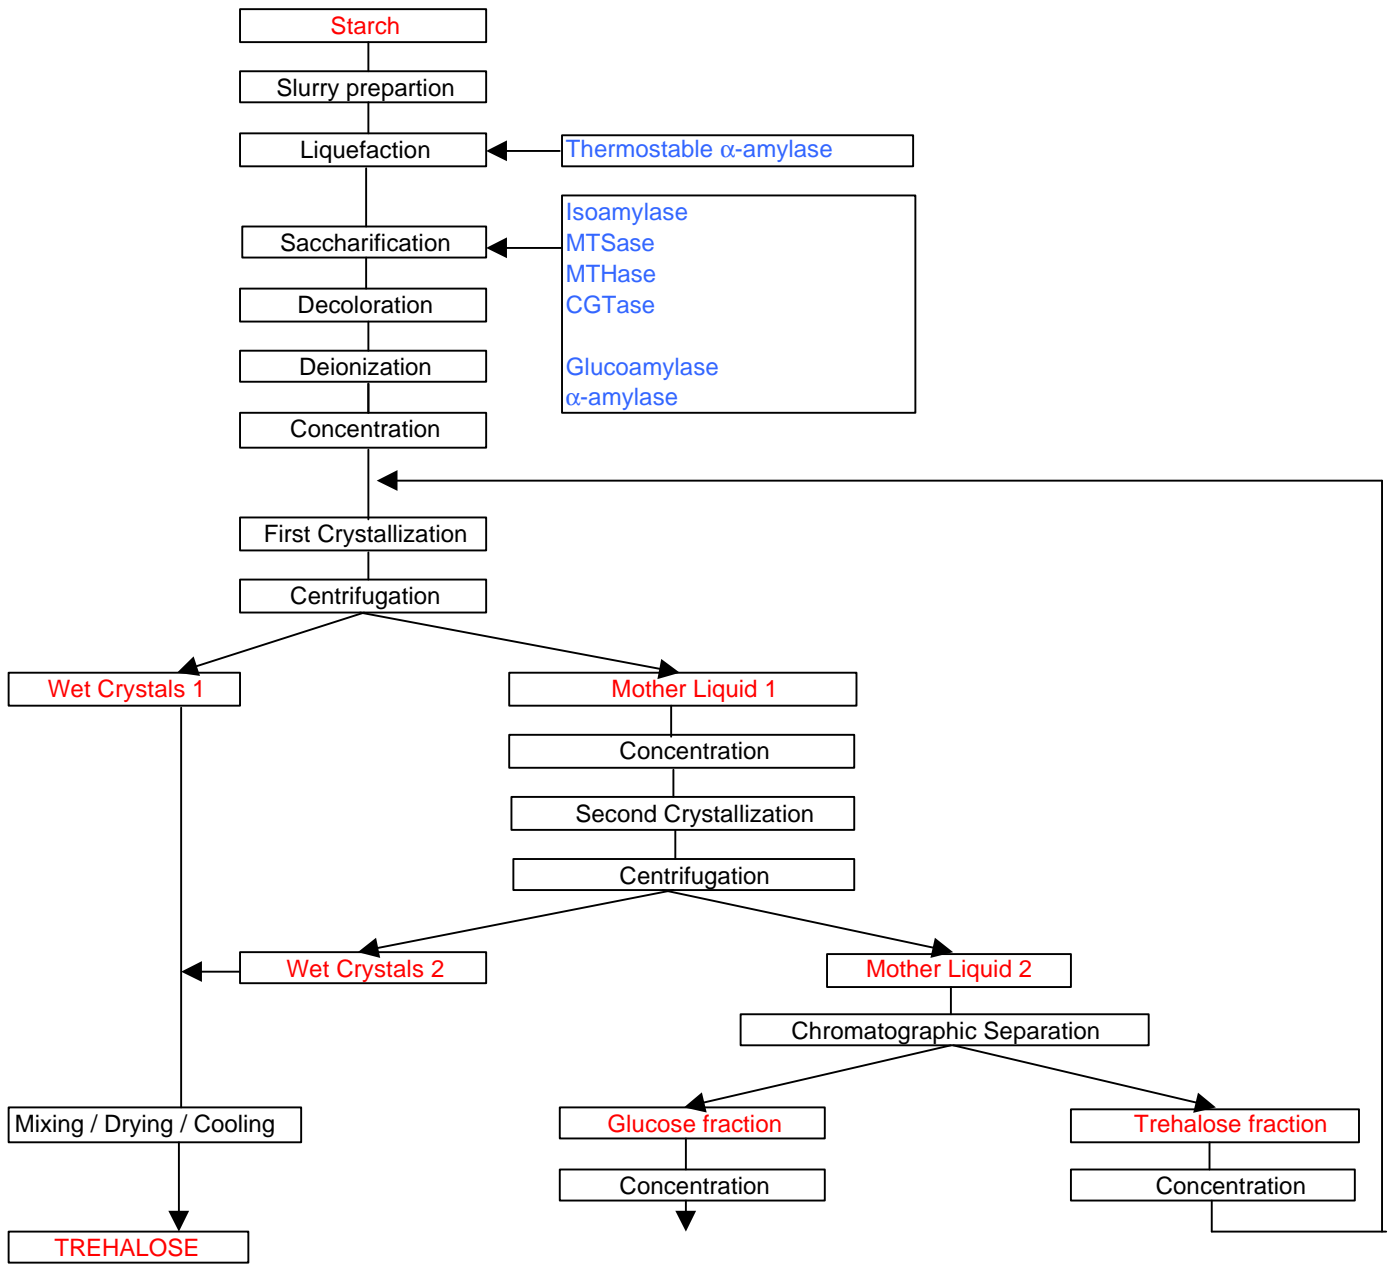 Starch
Slurry prepartion
Liquefaction
Thermostable α-amylase
Isoamylase
Saccharification
MTSase
MTHase
Decoloration
CGTase
Deionization
Glucoamylase
α-amylase
Concentration
First Crystallization
Centrifugation
Wet Crystals 1
Mother Liquid 1
Concentration
Second Crystallization
Centrifugation
Wet Crystals 2
Mother Liquid 2
Chromatographic Separation
Mixing / Drying / Cooling
Glucose fraction
Trehalose fraction
Concentration
Concentration
TREHALOSE